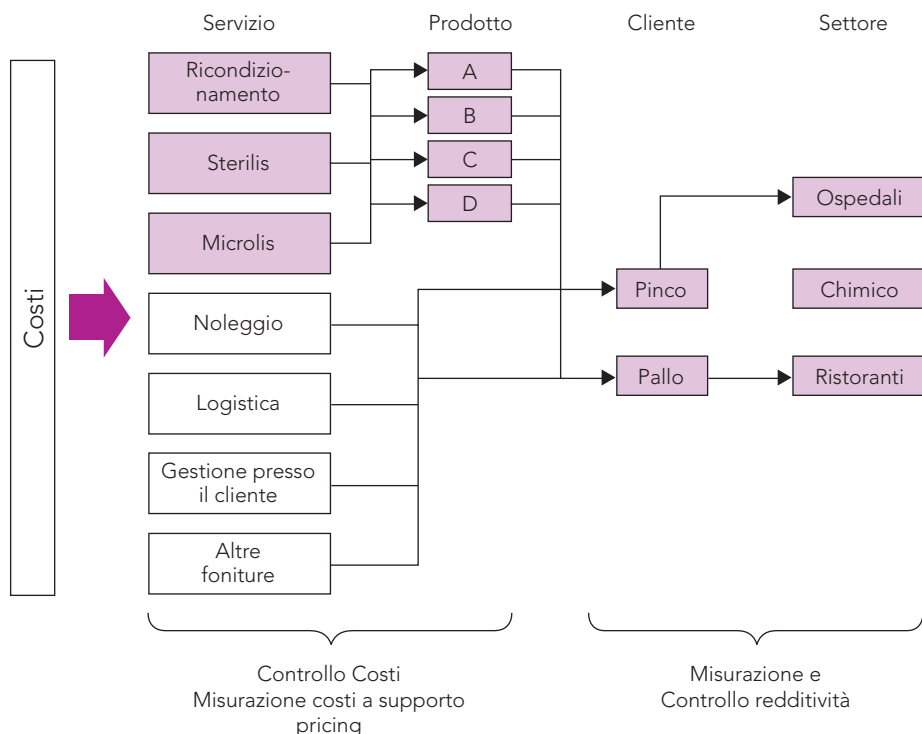 Servizio
Prodotto
Cliente
Settore
Costi
Ricondizio-
namento
Sterilis
Microlis
Noleggio
Logistica
Gestione presso
il cliente
Altre
foniture
A
B
C
D
Pinco
Pallo
Ospedali
Chimico
Ristoranti
Controllo Costi
Misurazione costi a supporto
pricing
Misurazione e
Controllo redditività